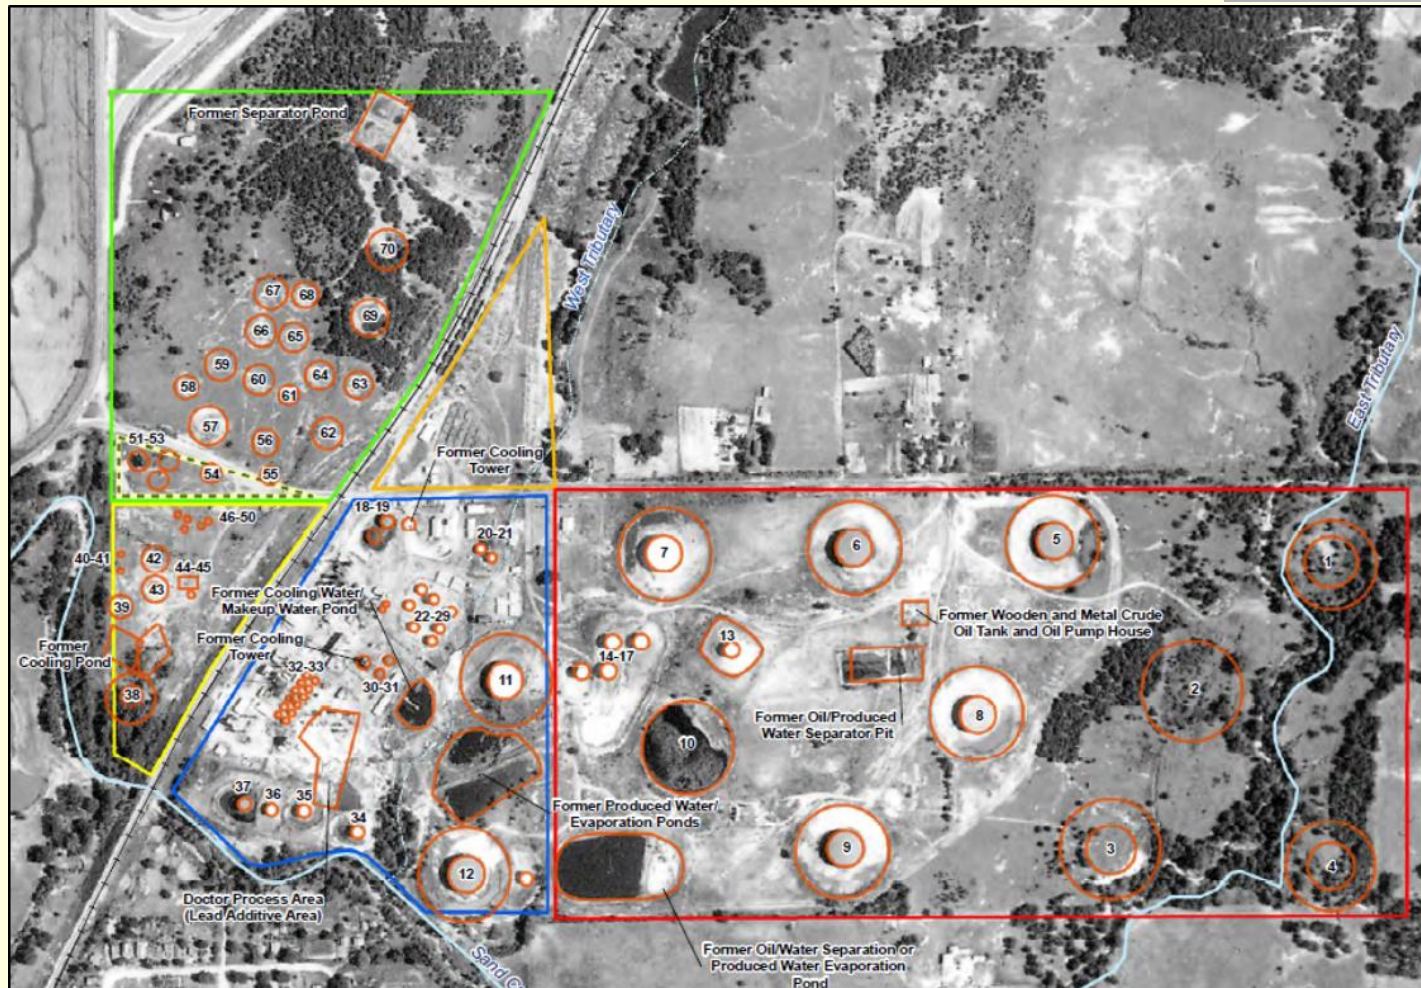 Former Separator Pond
70
67
68
69
66
65
59
60
64
58
61
63
57
56
62
51-53
54
55
West Tributary
East Tributary
Former Cooling
Tower
18-19
46-50
20-21
40-41
42
44-45
43
39
Former Cooling Water/
Makeup Water Pond
22-29
Former
Cooling Pond
Former Cooling
Tower
32-33
30-31
38
11
7
6
5
1
Former Wooden and Metal Crude
Oil Tank and Oil Pump House
13
14-17
2
Former Oil/Produced
Water Separator Pit
8
10
37
36
35
34
Former Produced Water/
Evaporation Ponds
12
9
3
4
Doctor Process Area
(Lead Additive Area)
Former Oil/Water Separation or
Produced Water Evaporation
Pond
Sand